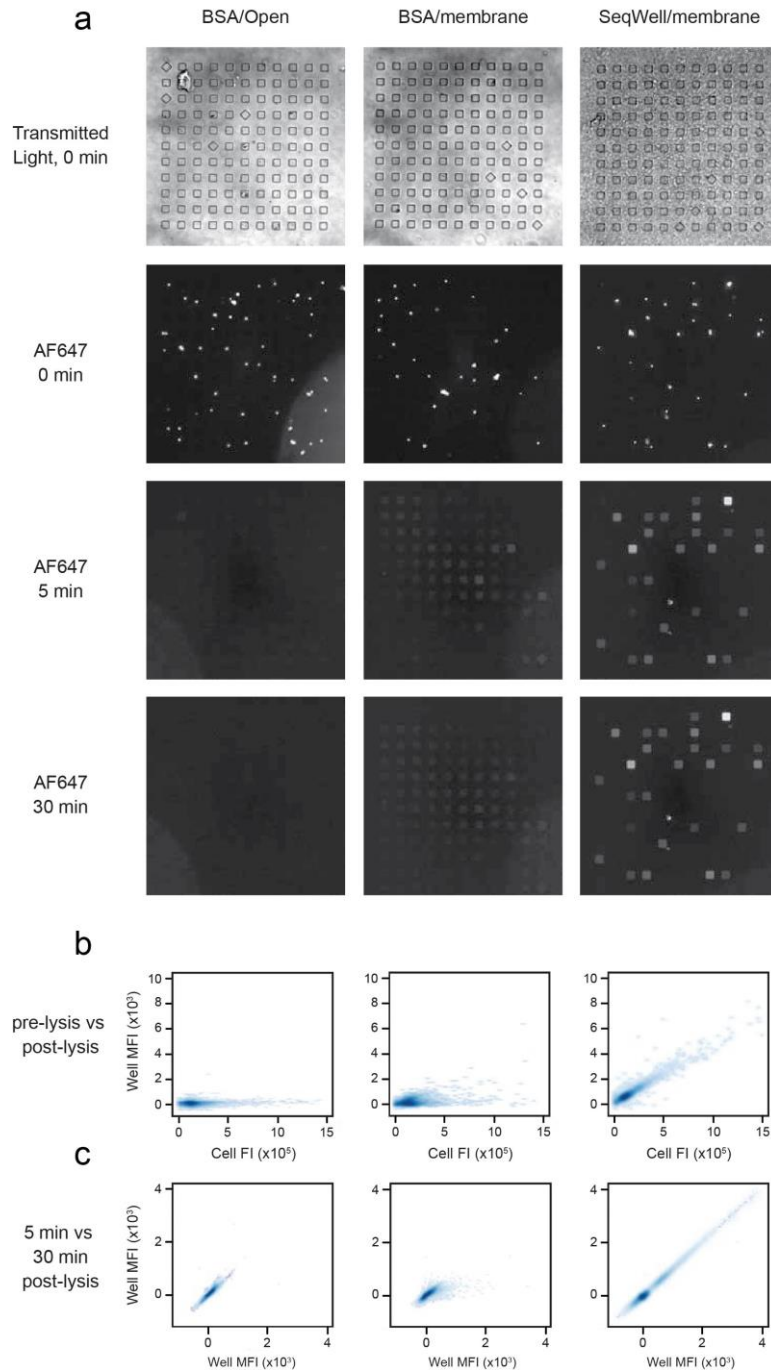 a
BSA/Open
BSA/membrane
SeqWell/membrane
Transmitted
Light, 0 min
AF647
0 min
AF647
5 min
AF647
30 min
b
pre-lysis vs
post-lysis
Well MFI (x10³)
10
8
6
4
2
0
0
5
10
15
Cell FI (x10⁵)
10
8
6
4
2
0
0
5
10
15
Cell FI (x10⁵)
10
8
6
4
2
0
0
5
10
15
Cell FI (x10⁵)
c
5 min vs
30 min
post-lysis
Well MFI (x10³)
4
2
0
0
2
4
Well MFI (x10³)
4
2
0
0
2
4
Well MFI (x10³)
4
2
0
0
2
4
Well MFI (x10³)